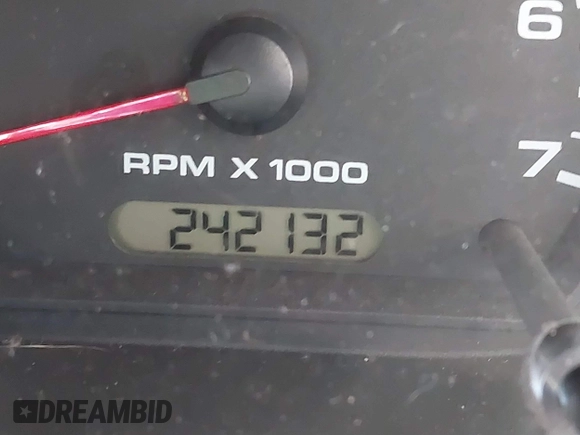 6
7
RPM X 1000
242132
DREAMBID